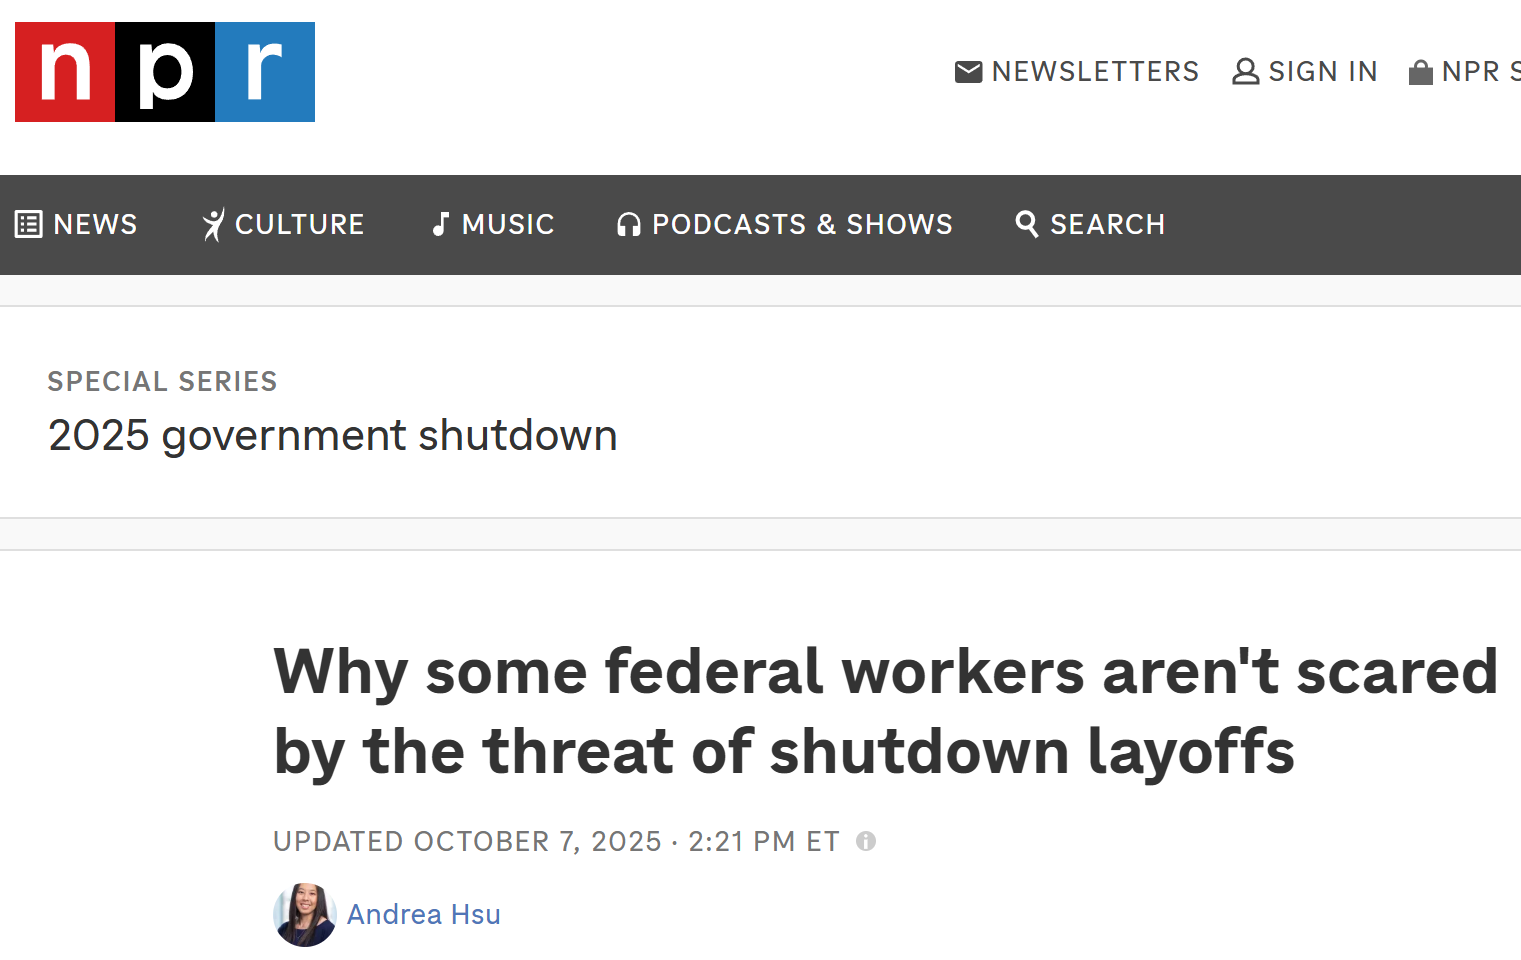 npr
NEWSLETTERS SIGN IN NPR S
NEWS CULTURE MUSIC PODCASTS & SHOWS SEARCH
SPECIAL SERIES
2025 government shutdown
Why some federal workers aren't scared
by the threat of shutdown layoffs
UPDATED OCTOBER 7, 2025 · 2:21 PM ET
Andrea Hsu